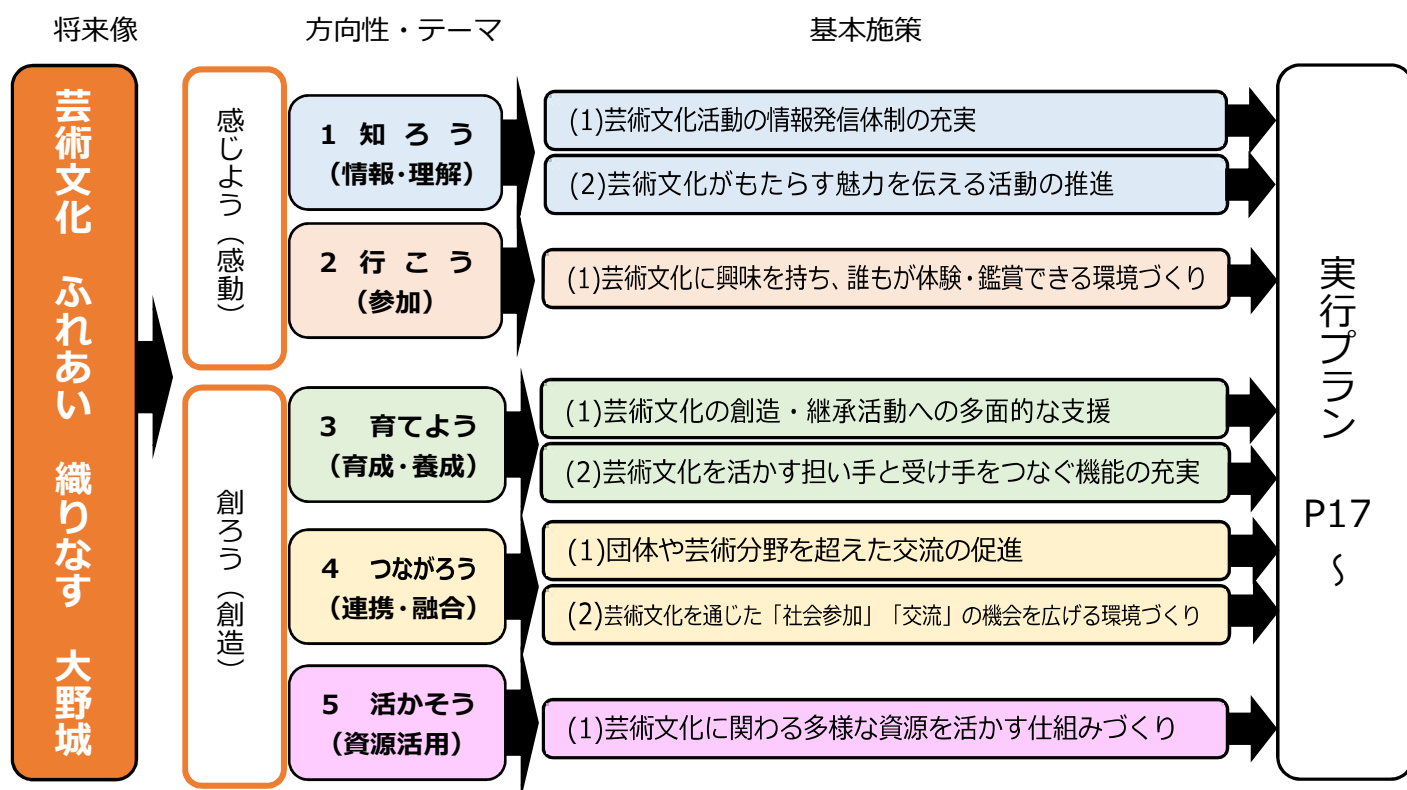 将来像
方向性・テーマ
基本施策
芸術文化 ふれあい 織りなす 大野城
感じよう（感動）
1 知 ろ う
（情報・理解）
(1)芸術文化活動の情報発信体制の充実
(2)芸術文化がもたらす魅力を伝える活動の推進
2 行 こ う
（参加）
(1)芸術文化に興味を持ち、誰もが体験・鑑賞できる環境づくり
創ろう（創造）
3 育てよう
（育成・養成）
(1)芸術文化の創造・継承活動への多面的な支援
(2)芸術文化を活かす担い手と受け手をつなぐ機能の充実
4 つながろう
（連携・融合）
(1)団体や芸術分野を超えた交流の促進
(2)芸術文化を通じた「社会参加」「交流」の機会を広げる環境づくり
5 活かそう
（資源活用）
(1)芸術文化に関わる多様な資源を活かす仕組みづくり
実行プラン P17～